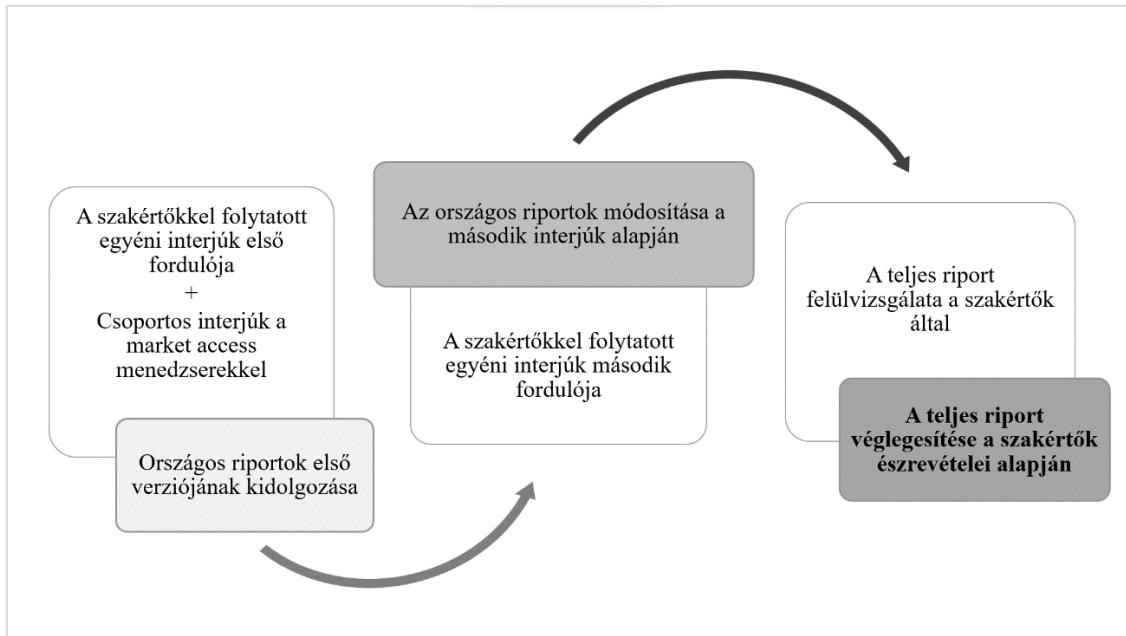 A szakértőkkel folytatott
egyéni interjúk első
fordulója
+
Csoportos interjúk a
market access
menedzserekkel
Országos riportok első
verziójának kidolgozása
Az országos riportok módosítása a
második interjúk alapján
A szakértőkkel folytatott
egyéni interjúk második
fordulója
A teljes riport
felülvizsgálata a szakértők
által
A teljes riport
véglegesítése a szakértők
észrevételei alapján